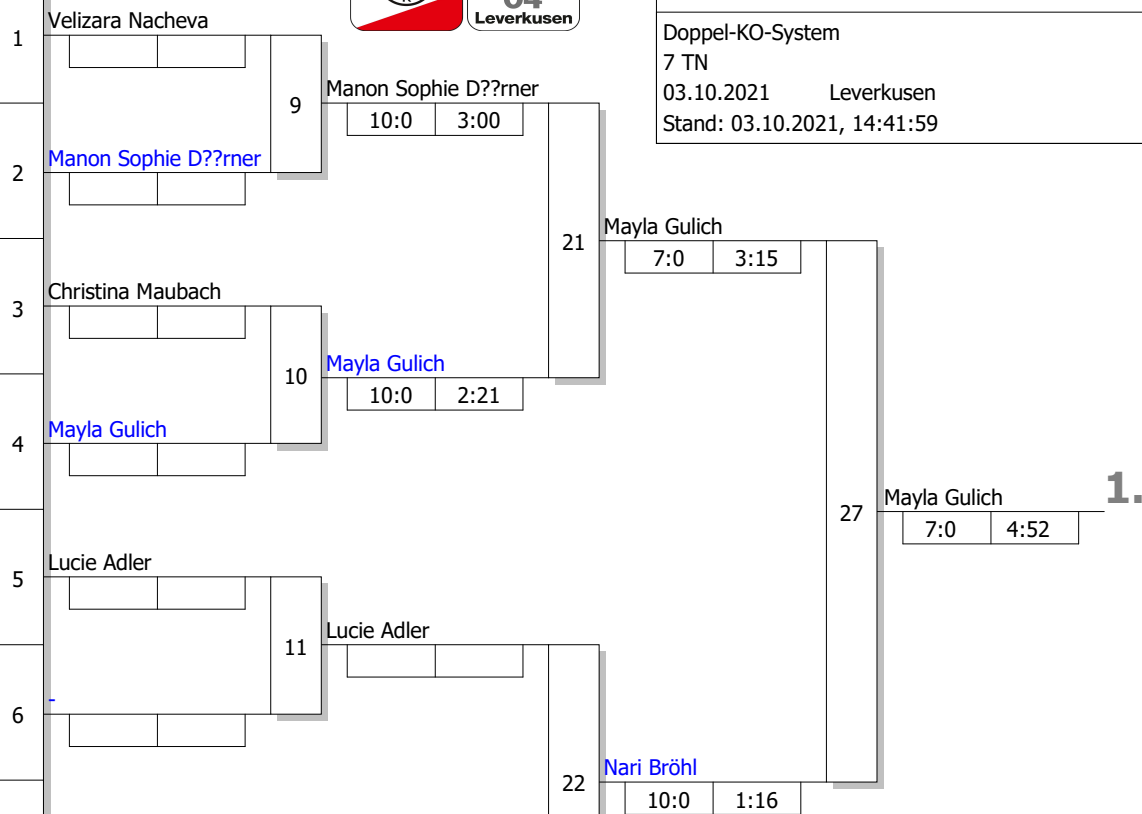 Velizara Nacheva
1
Leverkusen
Doppel-KO-System
7 TN
03.10.2021 Leverkusen
Stand: 03.10.2021, 14:41:59
9
Manon Sophie D??rner
10:0 3:00
Manon Sophie D??rner
2
21
Mayla Gulich
7:0 3:15
Christina Maubach
3
10
Mayla Gulich
10:0 2:21
Mayla Gulich
4
27
Mayla Gulich
1.
7:0 4:52
Lucie Adler
5
11
Lucie Adler
-
6
22
Nari Bröhl
10:0 1:16